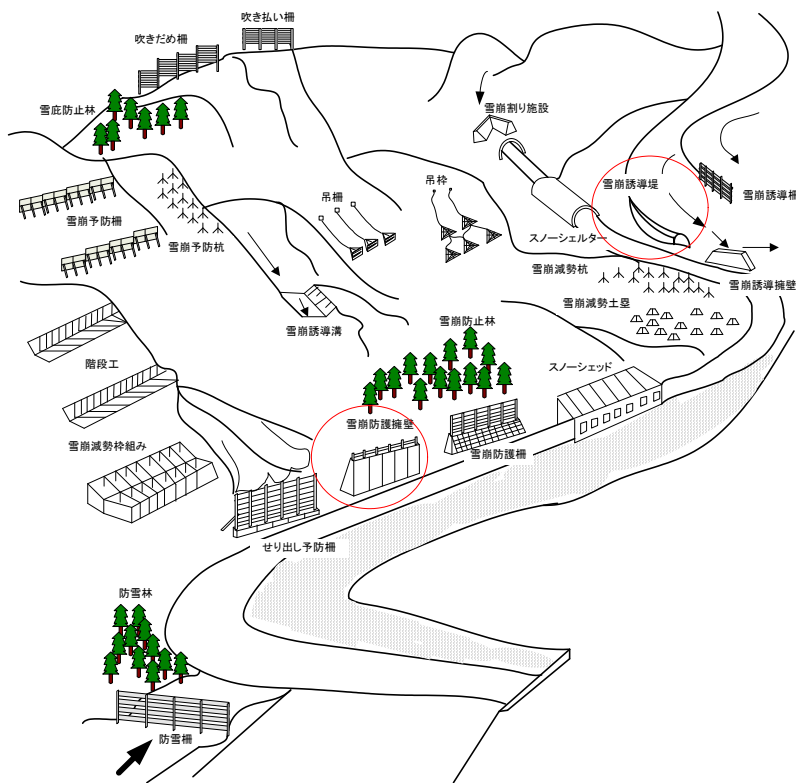 吹き払い柵
吹きだめ柵
雪庇防止林
雪崩割り施設
雪崩誘導堤
雪崩誘導柵
吊柵
吊枠
雪崩予防柵
雪崩予防杭
スノーシェルター
雪崩減勢杭
雪崩誘導擁壁
雪崩減勢土塁
雪崩誘導溝
雪崩防止林
階段工
スノーシェッド
雪崩防護擁壁
雪崩減勢枠組み
雪崩防護柵
せり出し予防柵
防雪林
防雪柵